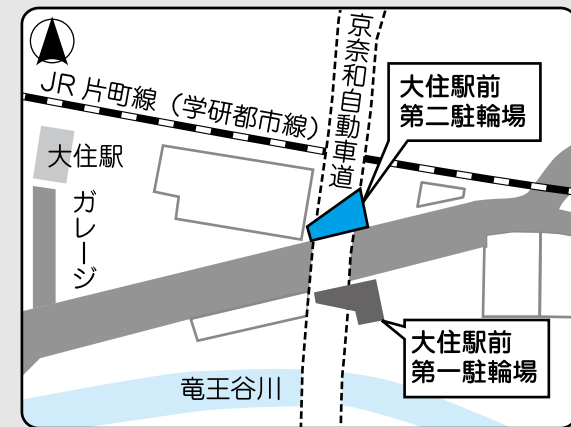 京奈和自動車道
JR 片町線（学研都市線）
大住駅前
第二駐輪場
大住駅
ガレージ
大住駅前
第一駐輪場
竜王谷川